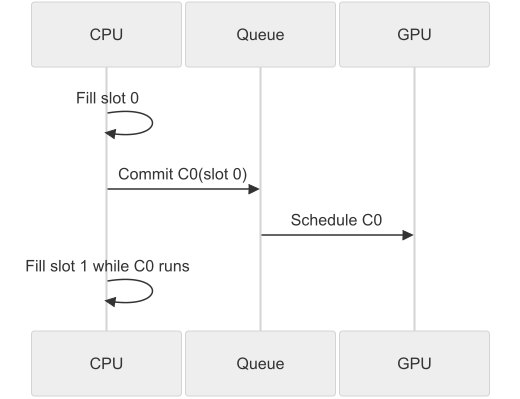 CPU
Queue
GPU
Fill slot 0
Commit C0(slot 0)
Schedule C0
Fill slot 1 while C0 runs
CPU
Queue
GPU